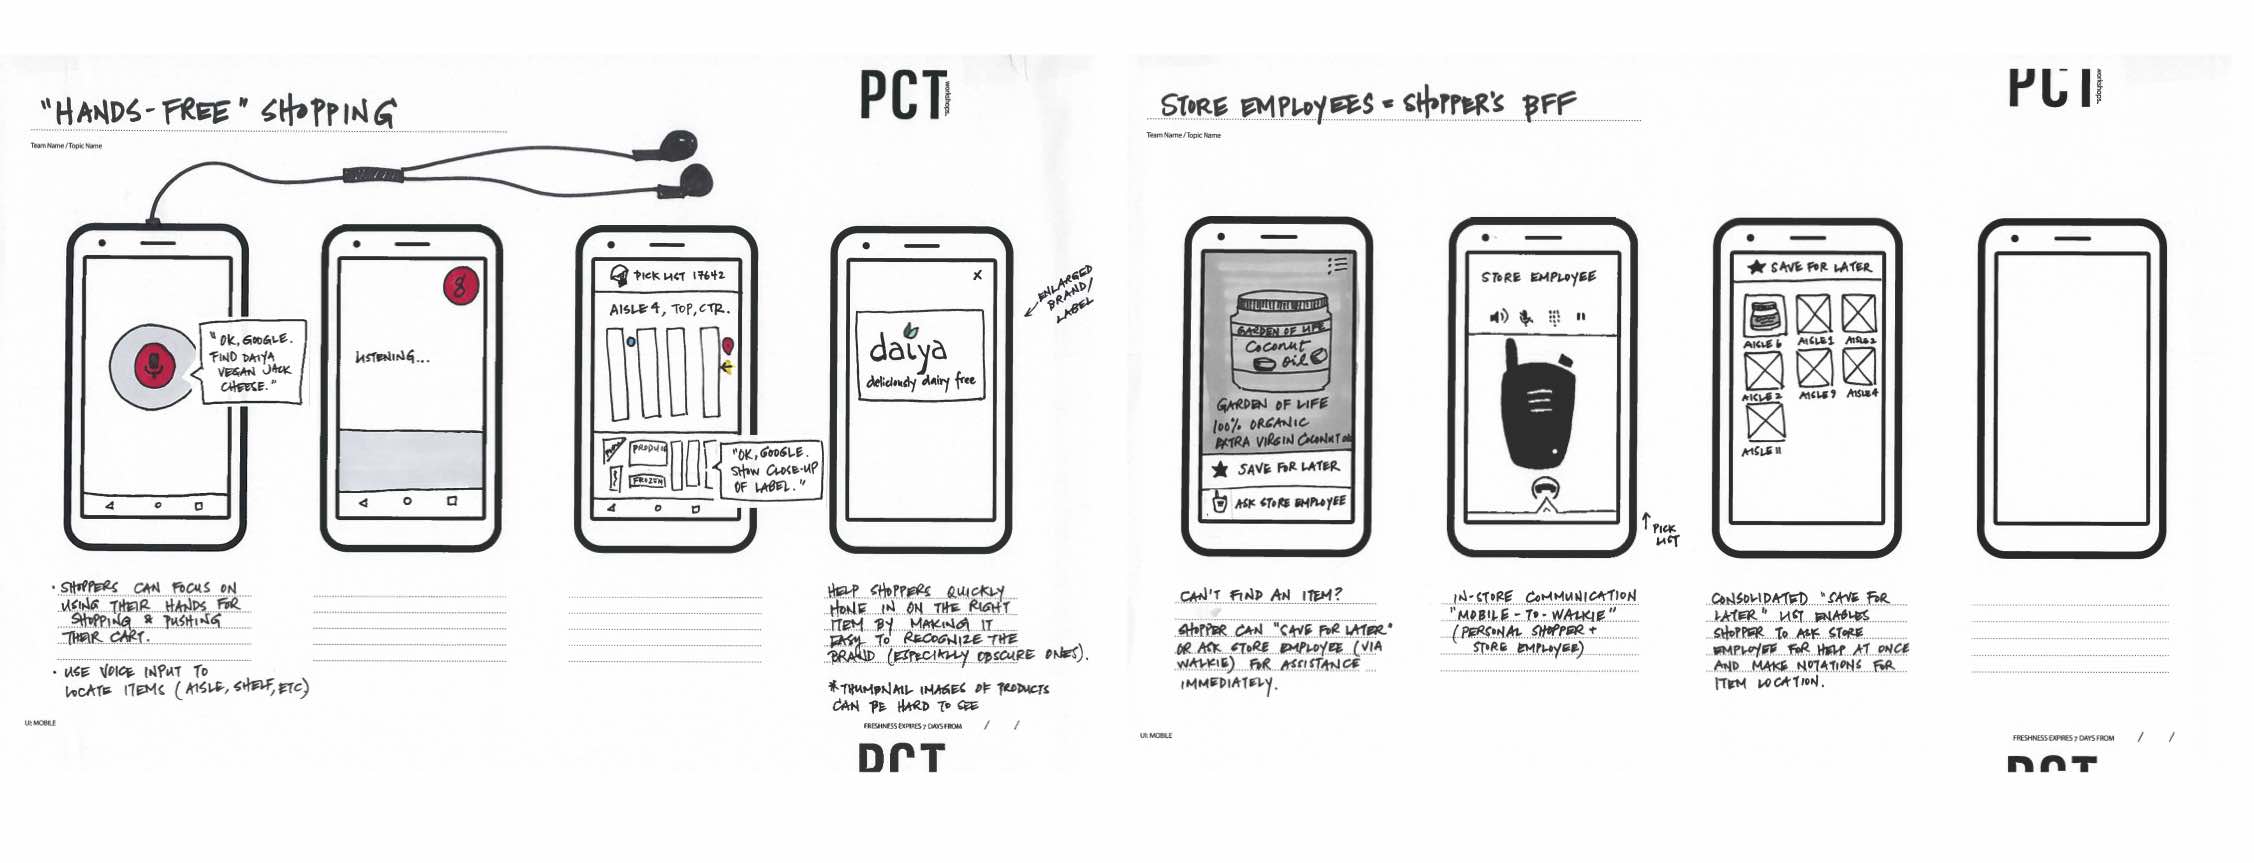 "HANDS-FREE" SHOPPING
Team Name / Topic Name
PCT
workshops.
"OK, GOOGLE.
FIND DAIYA
VEGAN JACK
CHEESE."
8
LISTENING...
PICK LIST 17642
AISLE 4, TOP, CTR.
PRODUCE
FROZEN
"OK, GOOGLE.
SHOW CLOSE-UP
OF LABEL."
X
daiya
deliciously dairy free
ENLARGED
BRAND/
LABEL
• SHOPPERS CAN FOCUS ON
USING THEIR HANDS FOR
SHOPPING & PUSHING
THEIR CART.
• USE VOICE INPUT TO
LOCATE ITEMS (AISLE, SHELF, ETC)
HELP SHOPPERS QUICKLY
HONE IN ON THE RIGHT
ITEM BY MAKING IT
EASY TO RECOGNIZE THE
BRAND (ESPECIALLY OBSCURE ONES).
*THUMBNAIL IMAGES OF PRODUCTS
CAN BE HARD TO SEE
UI: MOBILE
FRESHNESS EXPIRES 7 DAYS FROM / /
PCT
STORE EMPLOYEES = SHOPPER'S BFF
Team Name / Topic Name
PCT
workshops.
GARDEN OF LIFE
Coconut
Oil
GARDEN OF LIFE
100% ORGANIC
EXTRA VIRGIN COCONUT OIL
SAVE FOR LATER
ASK STORE EMPLOYEE
STORE EMPLOYEE
PICK
LIST
SAVE FOR LATER
AISLE 6 AISLE 1 AISLE 2
AISLE 2 AISLE 9 AISLE 4
AISLE 11
CAN'T FIND AN ITEM?
SHOPPER CAN "SAVE FOR LATER"
OR ASK STORE EMPLOYEE (VIA
WALKIE) FOR ASSISTANCE
IMMEDIATELY.
IN-STORE COMMUNICATION
"MOBILE-TO-WALKIE"
(PERSONAL SHOPPER +
STORE EMPLOYEE)
CONSOLIDATED "SAVE FOR
LATER" LIST ENABLES
SHOPPER TO ASK STORE
EMPLOYEE FOR HELP AT ONCE
AND MAKE NOTATIONS FOR
ITEM LOCATION.
UI: MOBILE
FRESHNESS EXPIRES 7 DAYS FROM / /
PCT